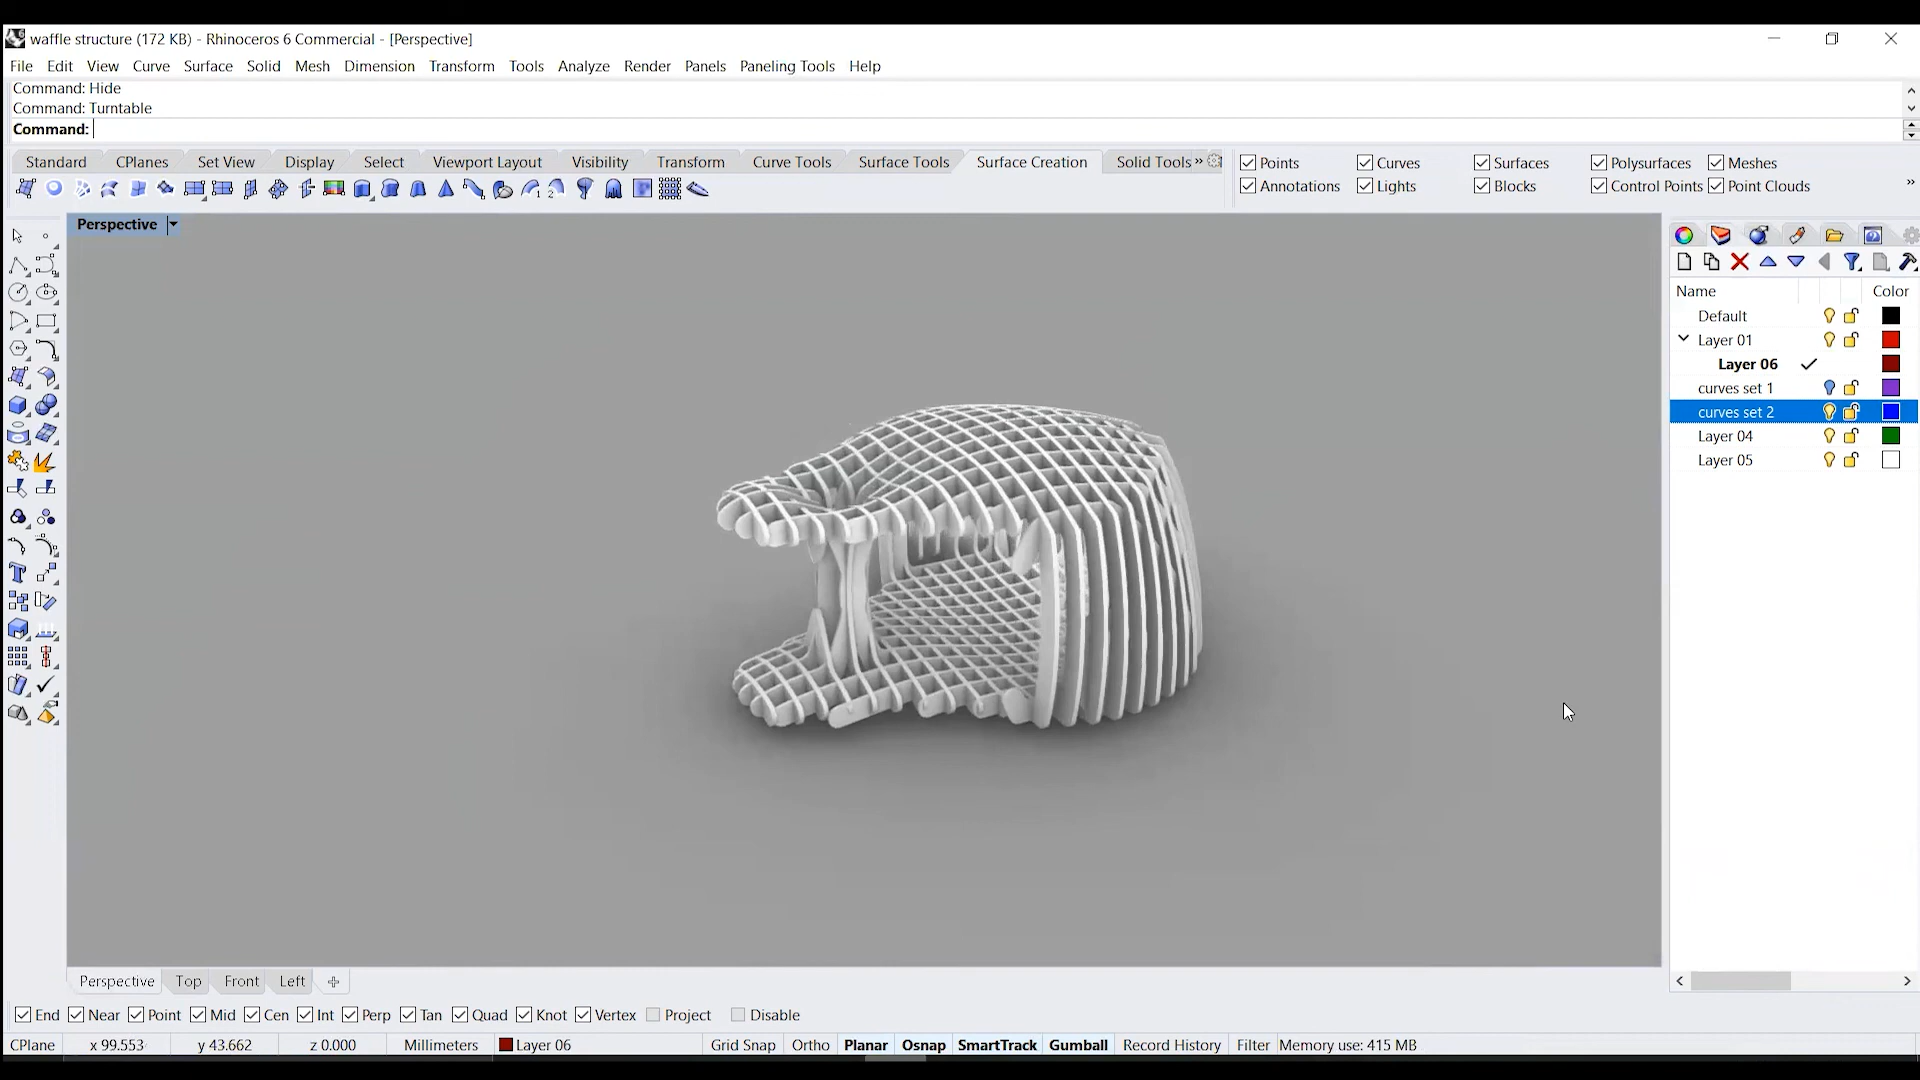 waffle structure (172 KB) - Rhinoceros 6 Commercial - [Perspective]
File Edit View Curve Surface Solid Mesh Dimension Transform Tools Analyze Render Panels Paneling Tools Help
Command: Hide
Command: Turntable
Command:
Standard CPlanes Set View Display Select Viewport Layout Visibility Transform Curve Tools Surface Tools Surface Creation Solid Tools »
Points Curves Surfaces Polysurfaces Meshes
Annotations Lights Blocks Control Points Point Clouds »
Perspective
Name Color
Default
Layer 01
Layer 06
curves set 1
curves set 2
Layer 04
Layer 05
Perspective Top Front Left
End Near Point Mid Cen Int Perp Tan Quad Knot Vertex Project Disable
CPlane x 99.553 y 43.662 z 0.000 Millimeters Layer 06 Grid Snap Ortho Planar Osnap SmartTrack Gumball Record History Filter Memory use: 415 MB